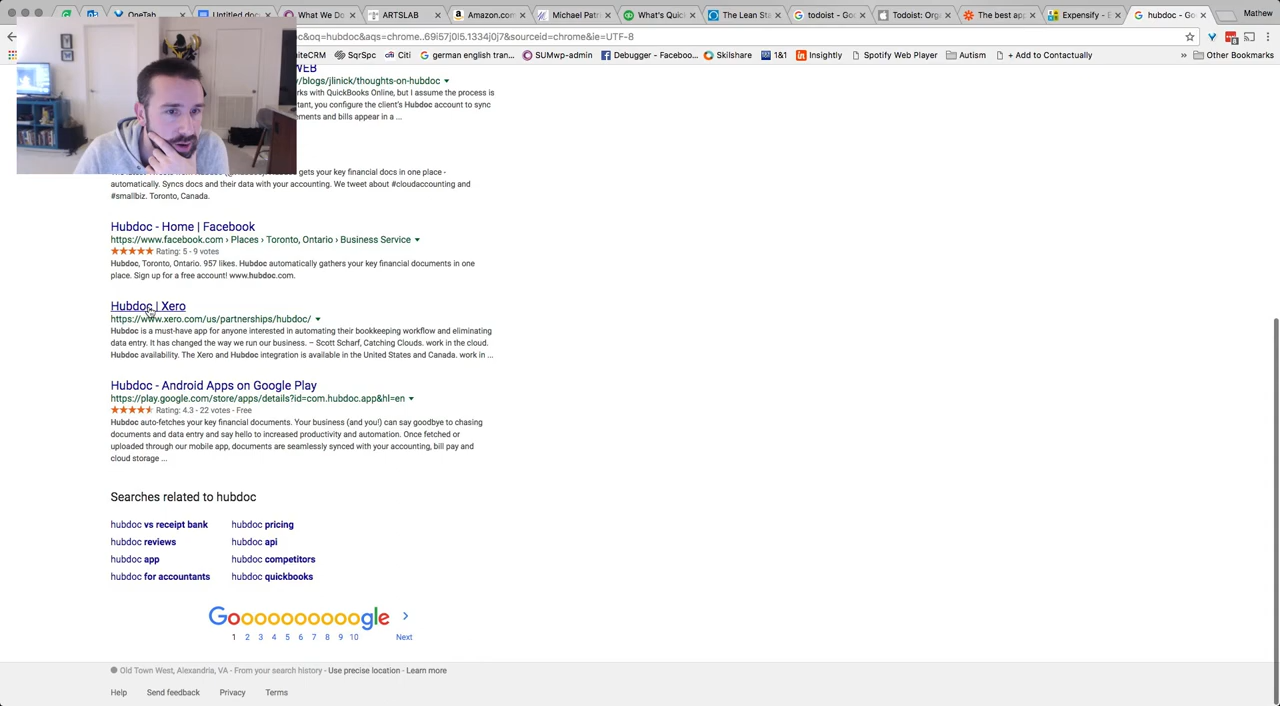 OneTab
Untitled doc
What We Do
ARTSLAB
Amazon.com
Michael Patri
What's Quick
The Lean Sta
todoist - Goo
Todoist: Orga
The best app
Expensify - E
hubdoc - Goo
Mathew
c&oq=hubdoc&aqs=chrome..69i57j0l5.1334j0j7&sourceid=chrome&ie=UTF-8
iteCRM
SqrSpc
Citi
german english tran...
SUMwp-admin
Debugger - Faceboo...
Skilshare
1&1
Insightly
Spotify Web Player
Autism
+ Add to Comparally
»
Other Bookmarks
WEB
/blogs/jlinick/thoughts-on-hubdoc
rks with QuickBooks Online, but I assume the process is
tant, you configure the client's Hubdoc account to sync
ements and bills appear in a ...
gets your key financial docs in one place -
automatically. Syncs docs and their data with your accounting. We tweet about #cloudaccounting and
#smallbiz. Toronto, Canada.
Hubdoc - Home | Facebook
https://www.facebook.com › Places › Toronto, Ontario › Business Service
Rating: 5 - 9 votes
Hubdoc, Toronto, Ontario. 957 likes. Hubdoc automatically gathers your key financial documents in one
place. Sign up for a free account! www.hubdoc.com.
Hubdoc | Xero
https://www.xero.com/us/partnerships/hubdoc/
Hubdoc is a must-have app for anyone interested in automating their bookkeeping workflow and eliminating
data entry. It has changed the way we run our business. – Scott Scharf, Catching Clouds. work in the cloud.
Hubdoc availability. The Xero and Hubdoc integration is available in the United States and Canada. work in ...
Hubdoc - Android Apps on Google Play
https://play.google.com/store/apps/details?id=com.hubdoc.app&hl=en
Rating: 4.3 - 22 votes - Free
Hubdoc auto-fetches your key financial documents. Your business (and you!) can say goodbye to chasing
documents and data entry and say hello to increased productivity and automation. Once fetched or
uploaded through our mobile app, documents are seamlessly synced with your accounting, bill pay and
cloud storage ...
Searches related to hubdoc
hubdoc vs receipt bank
hubdoc pricing
hubdoc reviews
hubdoc api
hubdoc app
hubdoc competitors
hubdoc for accountants
hubdoc quickbooks
Goooooooooogle
1 2 3 4 5 6 7 8 9 10 Next
Old Town West, Alexandria, VA - From your search history - Use precise location - Learn more
Help Send feedback Privacy Terms